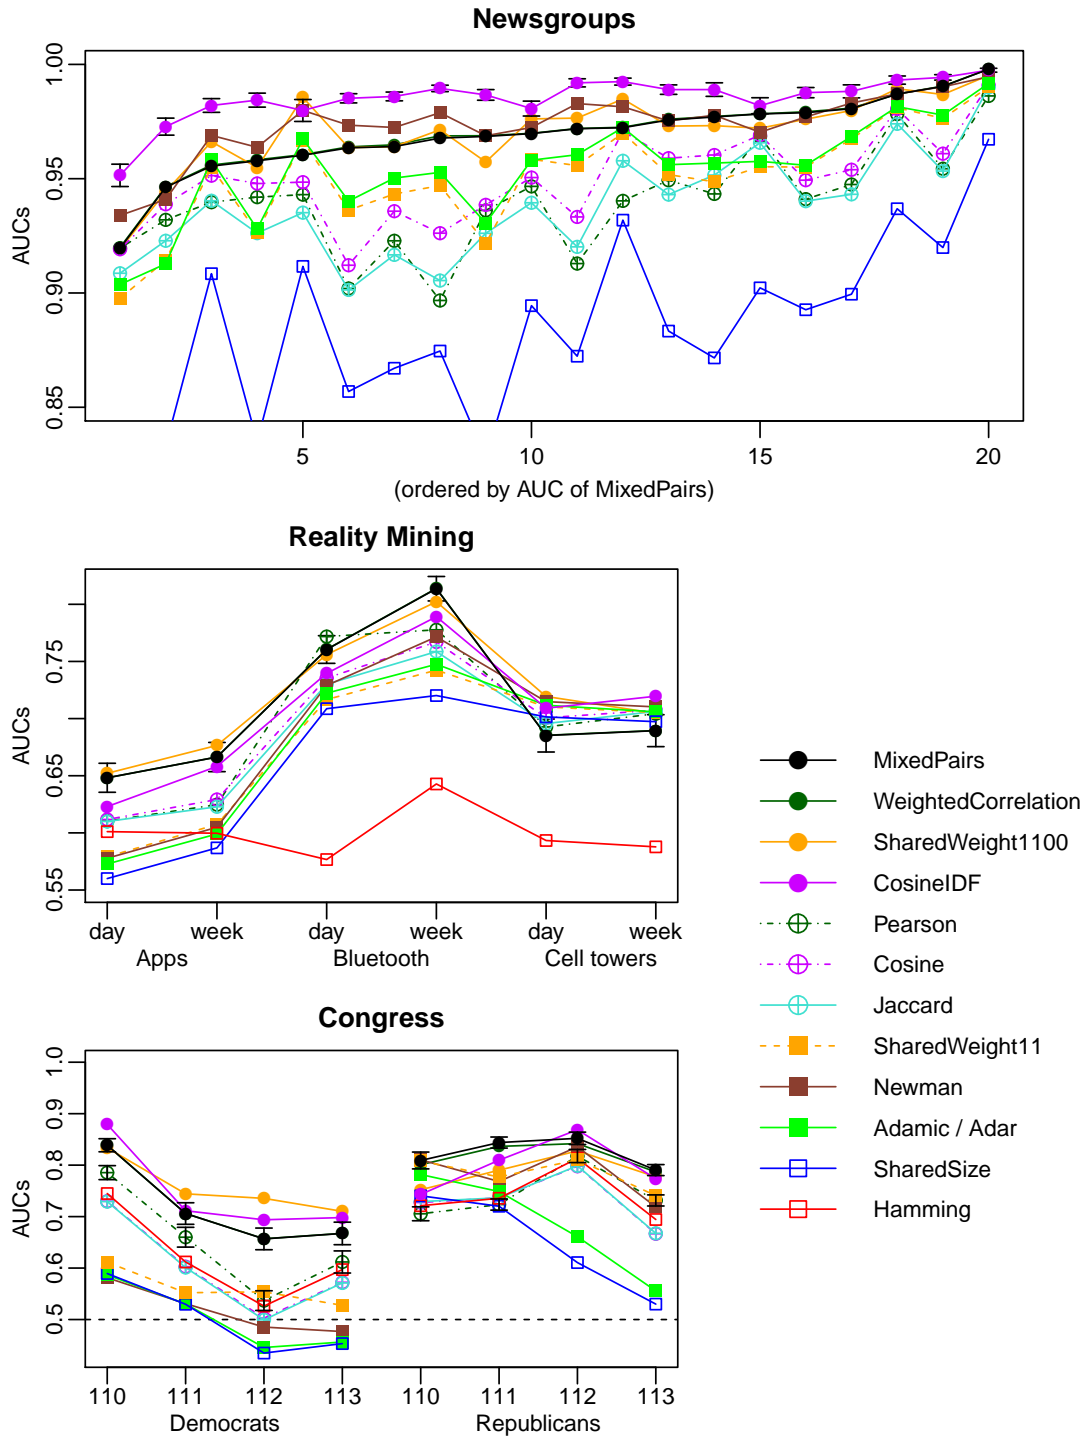 Newsgroups
AUCs
1.00
0.95
0.90
0.85
5
10
15
20
(ordered by AUC of MixedPairs)
Reality Mining
AUCs
0.75
0.65
0.55
day
week
day
week
day
week
Apps
Bluetooth
Cell towers
MixedPairs
WeightedCorrelation
SharedWeight1100
CosineIDF
Pearson
Cosine
Jaccard
SharedWeight11
Newman
Adamic / Adar
SharedSize
Hamming
Congress
AUCs
1.0
0.9
0.8
0.7
0.6
0.5
110
111
112
113
110
111
112
113
Democrats
Republicans